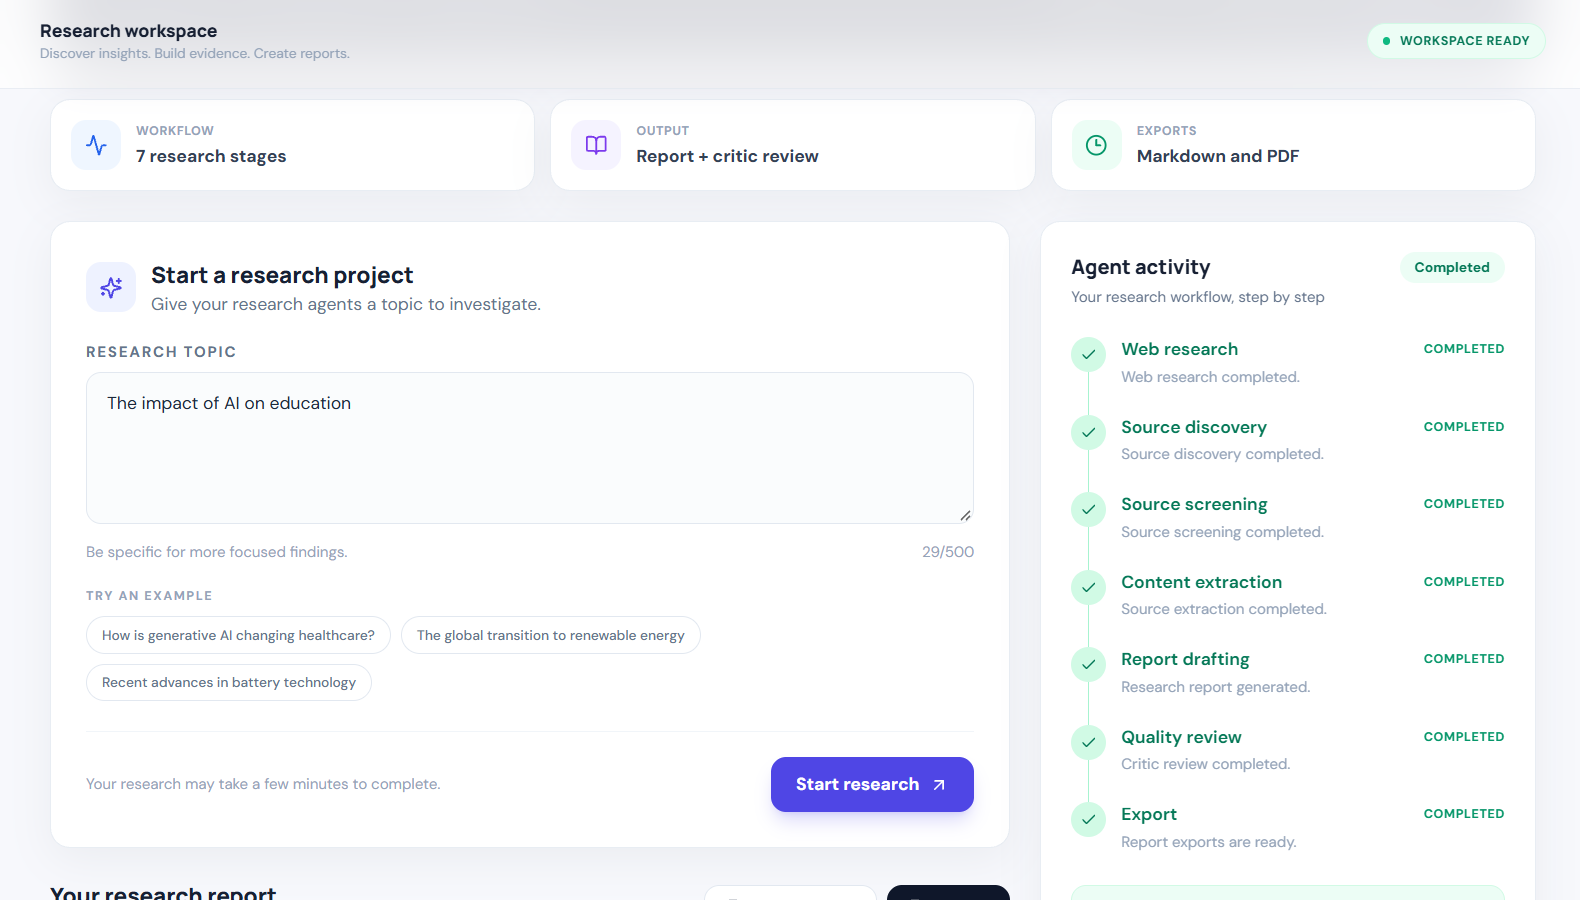 Research workspace
Discover insights. Build evidence. Create reports.
WORKSPACE READY
WORKFLOW
7 research stages
OUTPUT
Report + critic review
EXPORTS
Markdown and PDF
Start a research project
Give your research agents a topic to investigate.
RESEARCH TOPIC
The impact of AI on education
Be specific for more focused findings.
29/500
TRY AN EXAMPLE
How is generative AI changing healthcare?
The global transition to renewable energy
Recent advances in battery technology
Your research may take a few minutes to complete.
Start research
Your research report
Agent activity
Completed
Your research workflow, step by step
Web research
COMPLETED
Web research completed.
Source discovery
COMPLETED
Source discovery completed.
Source screening
COMPLETED
Source screening completed.
Content extraction
COMPLETED
Source extraction completed.
Report drafting
COMPLETED
Research report generated.
Quality review
COMPLETED
Critic review completed.
Export
COMPLETED
Report exports are ready.